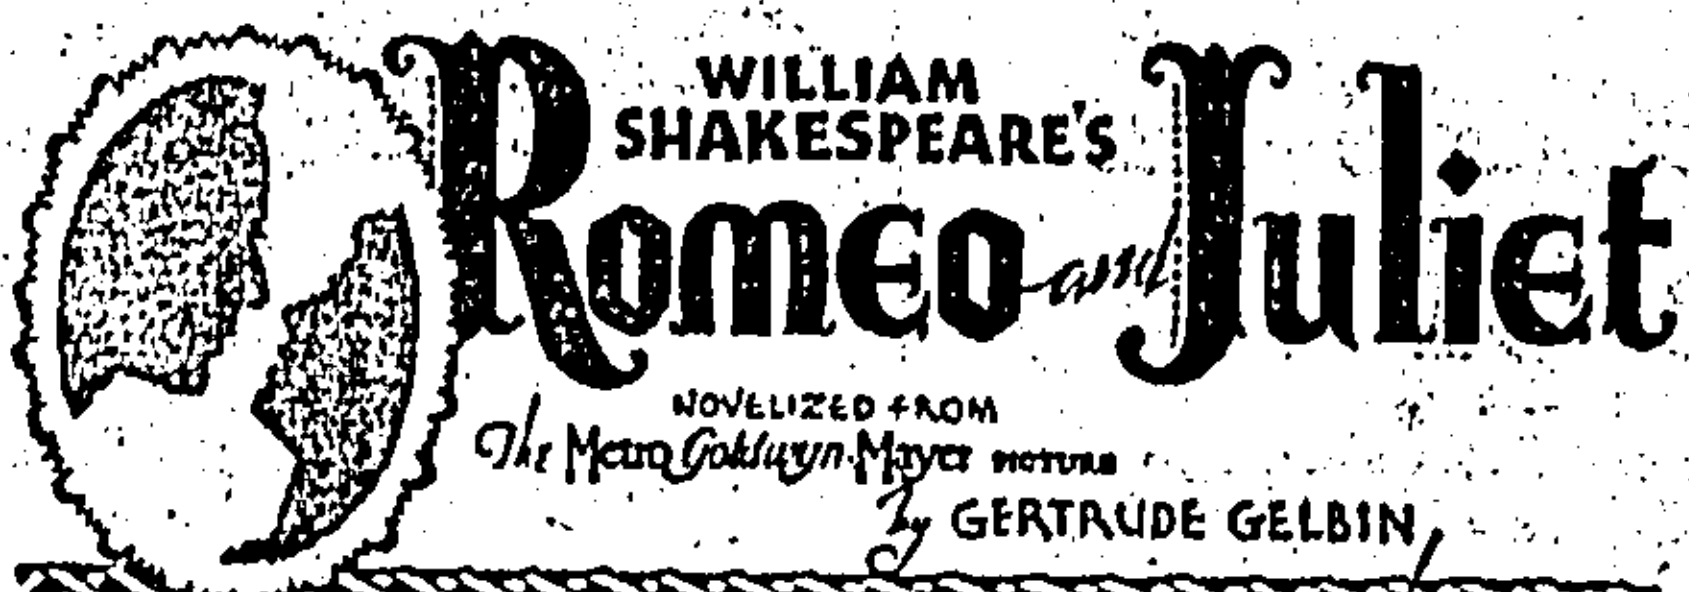 WILLIAM
SHAKESPEARE'S
Romeo and Juliet
NOVELIZED FROM
The Metro Goldwyn-Mayer PICTURE
by GERTRUDE GELBIN